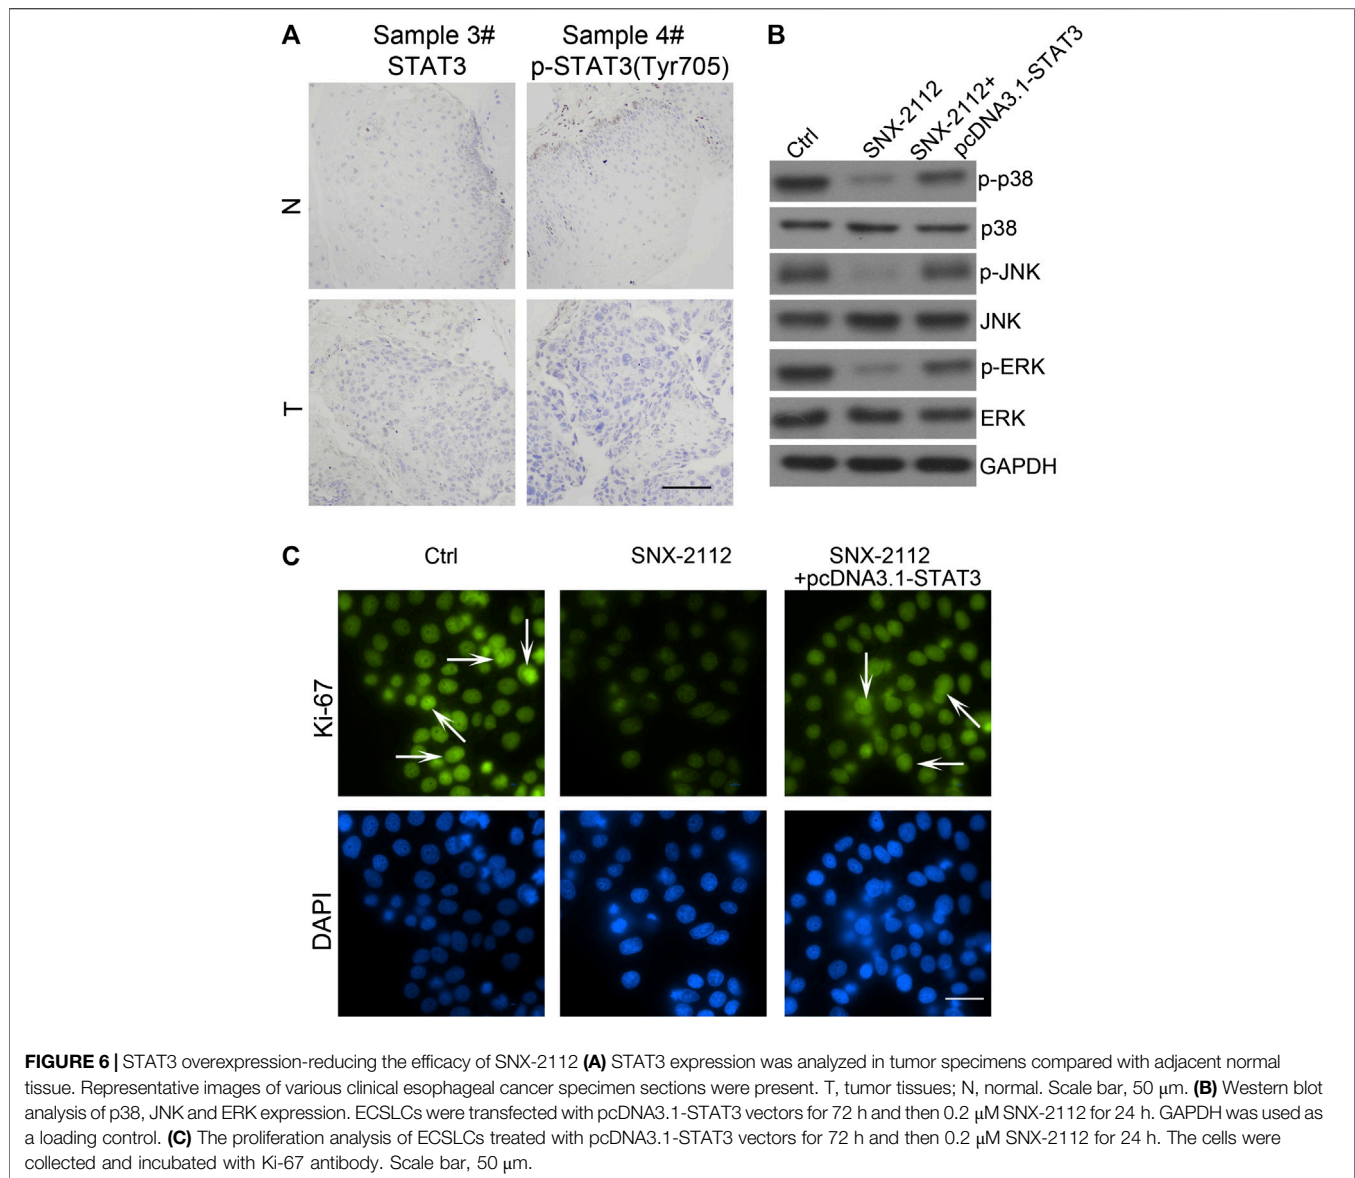 A
Sample 3#
STAT3
Sample 4#
p-STAT3(Tyr705)
N
T
B
Ctrl
SNX-2112
SNX-2112+
pcDNA3.1-STAT3
p-p38
p38
p-JNK
JNK
p-ERK
ERK
GAPDH
C
Ctrl
SNX-2112
SNX-2112
+pcDNA3.1-STAT3
Ki-67
DAPI
FIGURE 6 | STAT3 overexpression-reducing the efficacy of SNX-2112 (A) STAT3 expression was analyzed in tumor specimens compared with adjacent normal
tissue. Representative images of various clinical esophageal cancer specimen sections were present. T, tumor tissues; N, normal. Scale bar, 50 μm. (B) Western blot
analysis of p38, JNK and ERK expression. ECSLCs were transfected with pcDNA3.1-STAT3 vectors for 72 h and then 0.2 μM SNX-2112 for 24 h. GAPDH was used as
a loading control. (C) The proliferation analysis of ECSLCs treated with pcDNA3.1-STAT3 vectors for 72 h and then 0.2 μM SNX-2112 for 24 h. The cells were
collected and incubated with Ki-67 antibody. Scale bar, 50 μm.